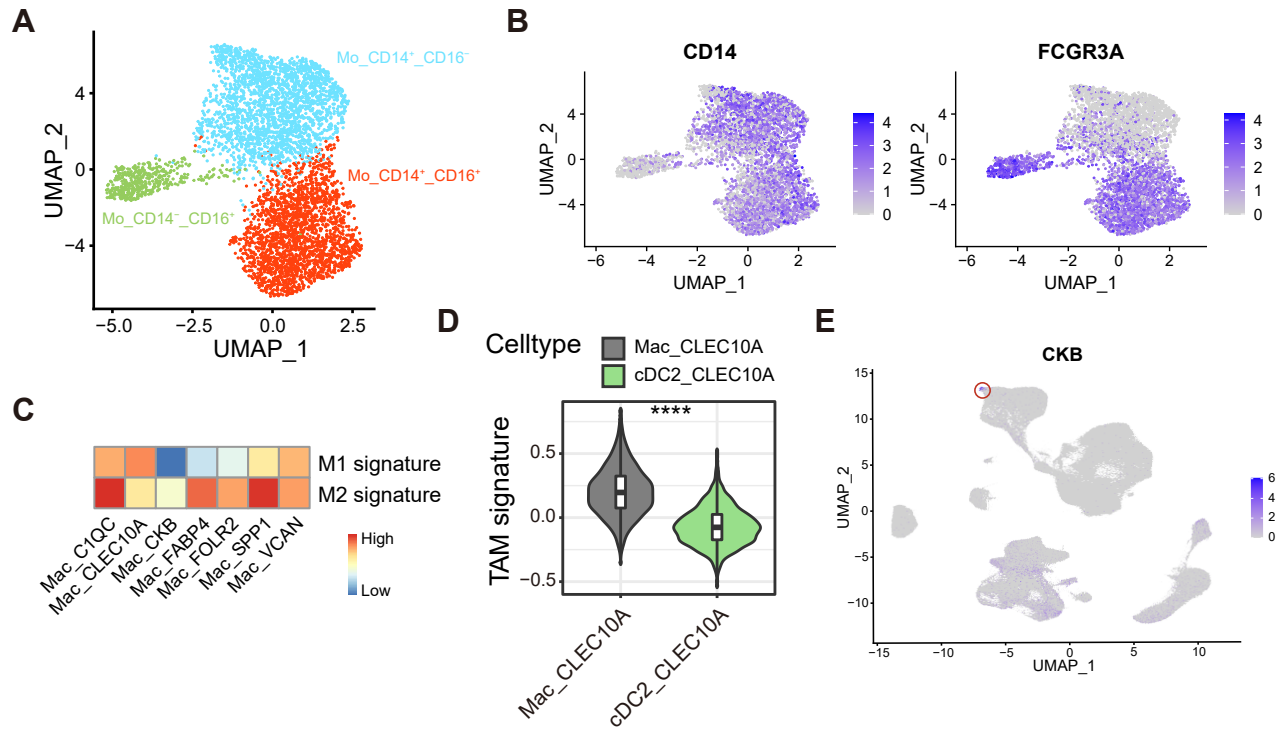 A
UMAP_2
4
0
−4
−5.0
−2.5
0.0
2.5
UMAP_1
Mo_CD14⁺_CD16⁻
Mo_CD14⁺_CD16⁺
Mo_CD14⁻_CD16⁺
B
CD14
UMAP_2
4
0
−4
−6
−4
−2
0
2
UMAP_1
4
3
2
1
0
FCGR3A
UMAP_2
4
0
−4
−6
−4
−2
0
2
UMAP_1
4
3
2
1
0
C
M1 signature
M2 signature
Mac_C1QC
Mac_CLEC10A
Mac_CKB
Mac_FABP4
Mac_FOLR2
Mac_SPP1
Mac_VCAN
High
Low
D
Celltype
Mac_CLEC10A
cDC2_CLEC10A
TAM signature
0.5
0.0
−0.5
****
Mac_CLEC10A
cDC2_CLEC10A
E
CKB
UMAP_2
15
10
5
0
−5
−10
−15
−10
−5
0
5
10
UMAP_1
6
4
2
0